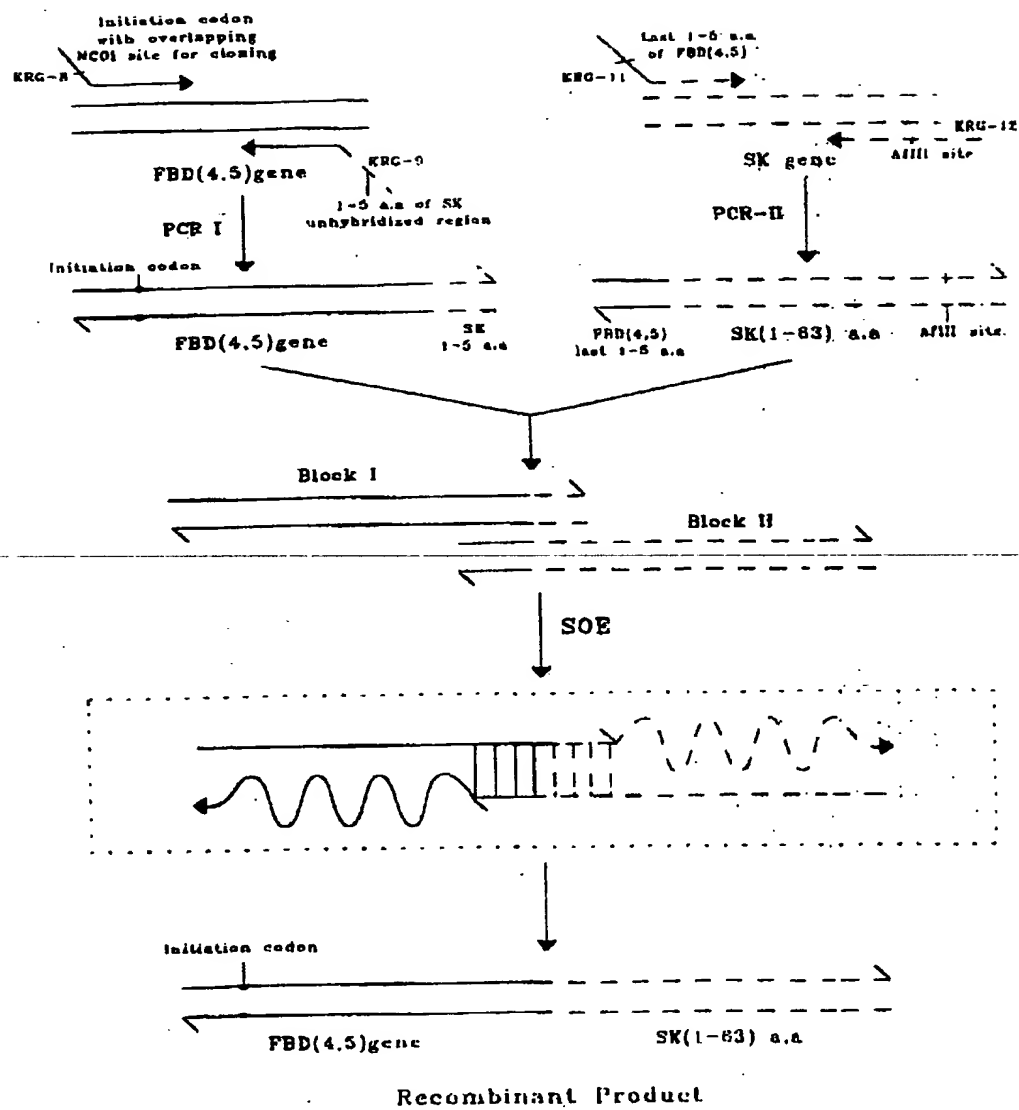 Initiation codon
with overlapping
NCOI site for cloning
KRG-8
Last 1-5 a.a
of FBD(4,5)
KRG-11
KRG-9
FBD(4,5)gene
1-5 a.a of SK
unhybridized region
KRG-12
AflII site
SK gene
PCR I
PCR-II
Initiation codon
FBD(4,5)gene
SK
1-5 a.a
FBD(4,5)
last 1-5 a.a
SK(1-63) a.a
AflII site.
Block I
Block II
SOE
Initiation codon
FBD(4,5)gene
SK(1-63) a.a
Recombinant Product